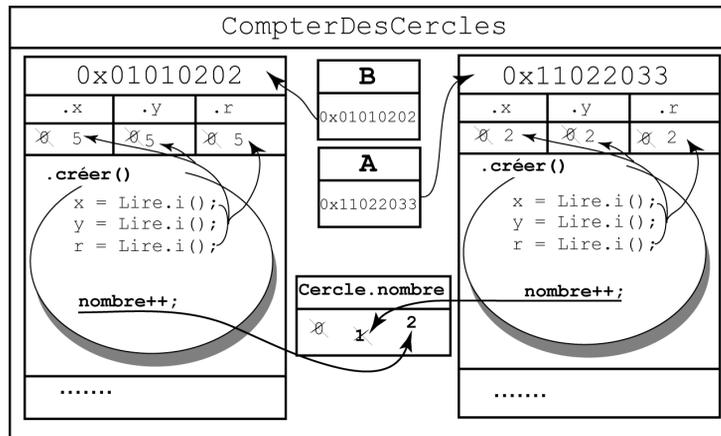 CompterDesCercles
0x01010202
.x .y .r
0 5 0 5 0 5
.créer()
x = Lire.i();
y = Lire.i();
r = Lire.i();
nombre++;
.......
B
0x01010202
A
0x11022033
Cercle.nombre
0 1 2
0x11022033
.x .y .r
0 2 0 2 0 2
.créer()
x = Lire.i();
y = Lire.i();
r = Lire.i();
nombre++;
.......